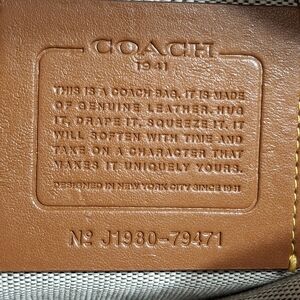 COACH
1941
THIS IS A COACH BAG. IT IS MADE
OF GENUINE LEATHER. HUG
IT, DRAPE IT, SQUEEZE IT. IT
WILL SOFTEN WITH TIME AND
TAKE ON A CHARACTER THAT
MAKES IT UNIQUELY YOURS.
DESIGNED IN NEW YORK CITY SINCE 1941
Nº J1980-79471